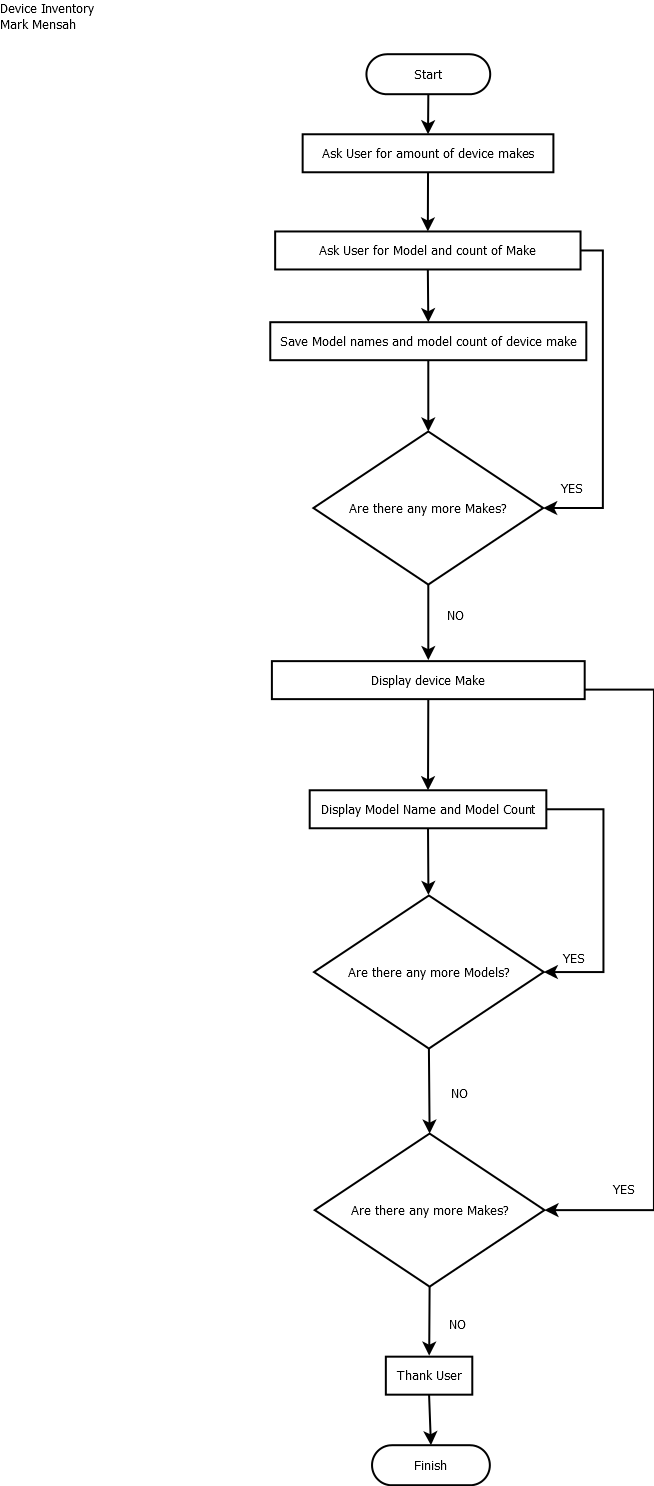 Device Inventory
Mark Mensah
Start
Ask User for amount of device makes
Ask User for Model and count of Make
Save Model names and model count of device make
YES
Are there any more Makes?
NO
Display device Make
Display Model Name and Model Count
YES
Are there any more Models?
NO
YES
Are there any more Makes?
NO
Thank User
Finish